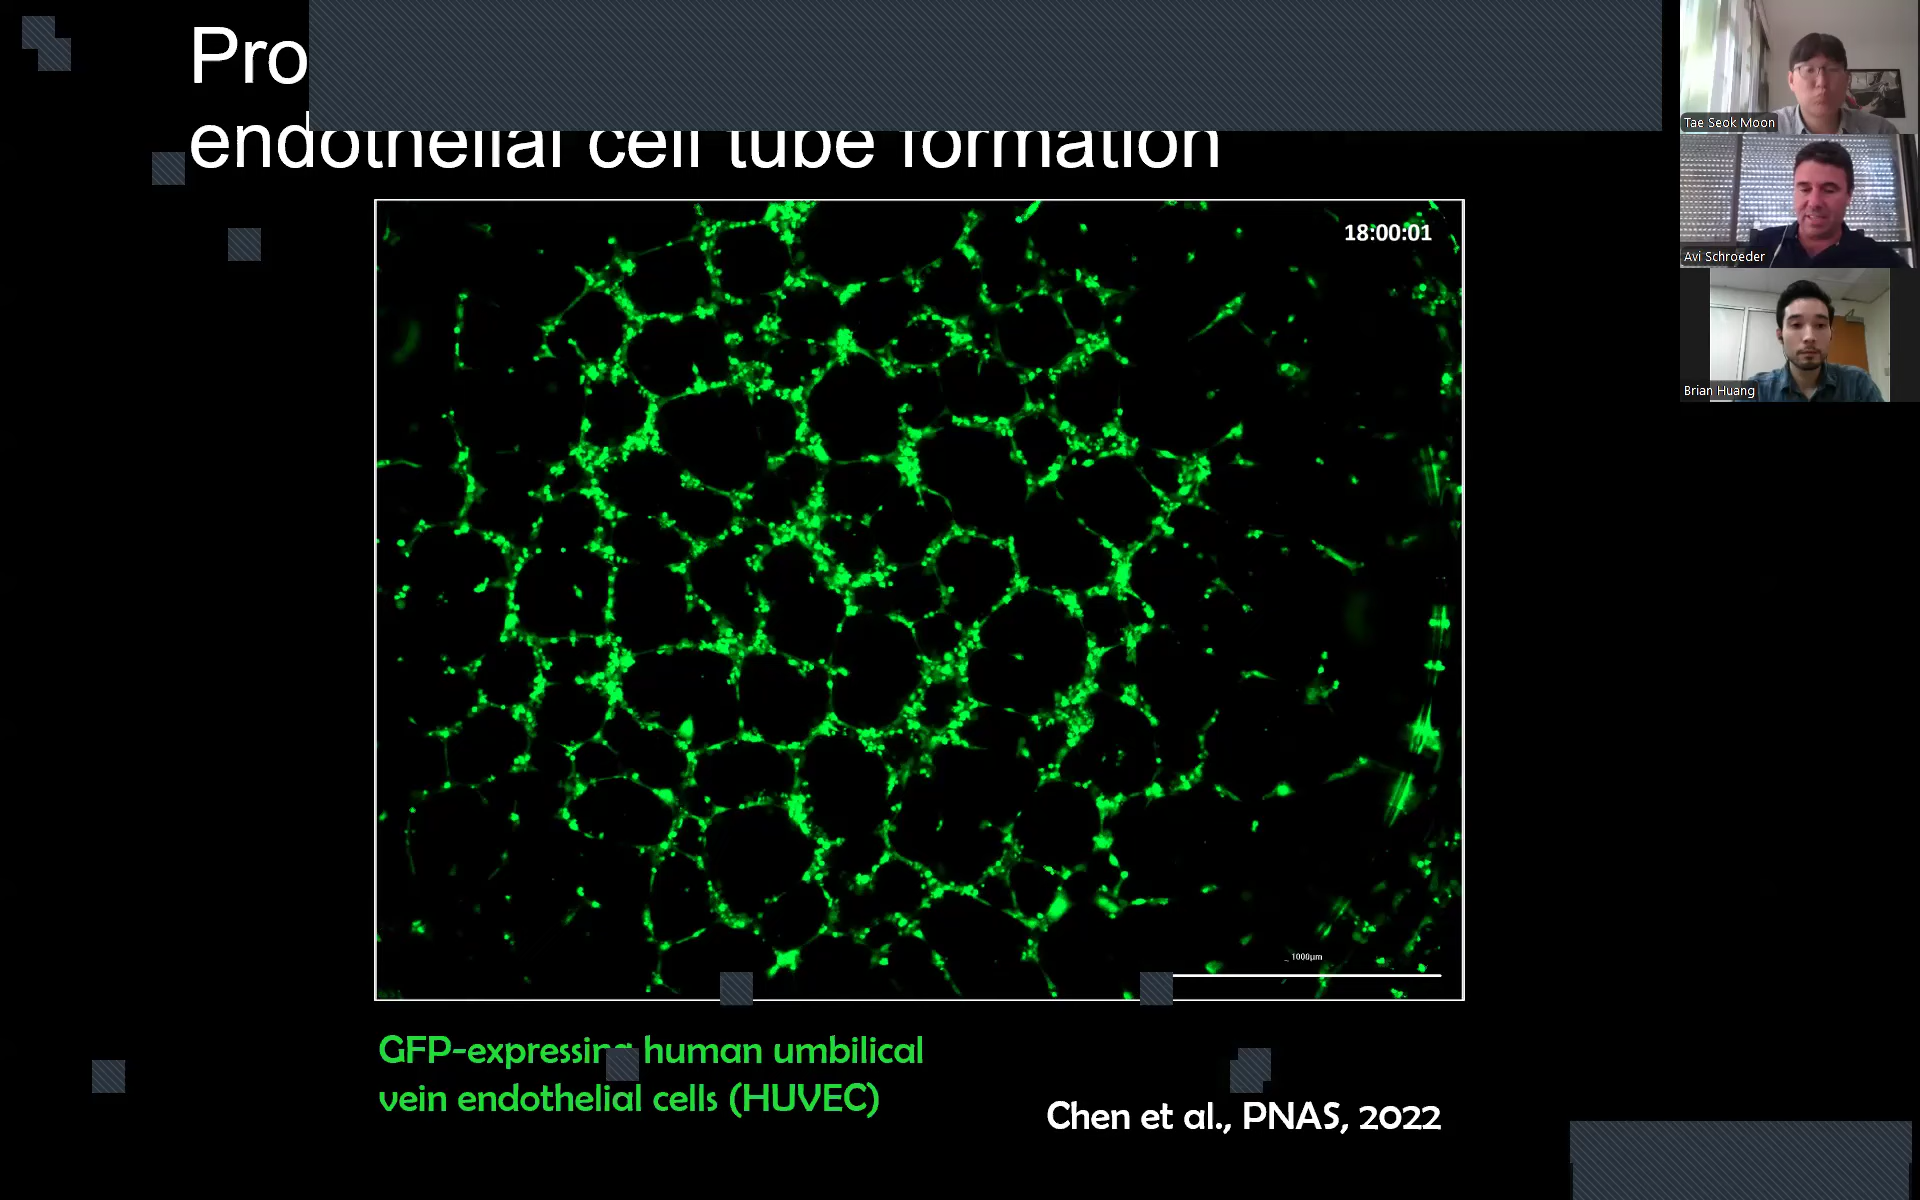 Pro
endothelial cell tube formation
18:00:01
1000µm
GFP-expressing human umbilical
vein endothelial cells (HUVEC)
Chen et al., PNAS, 2022
Tae Seok Moon
Avi Schroeder
Brian Huang